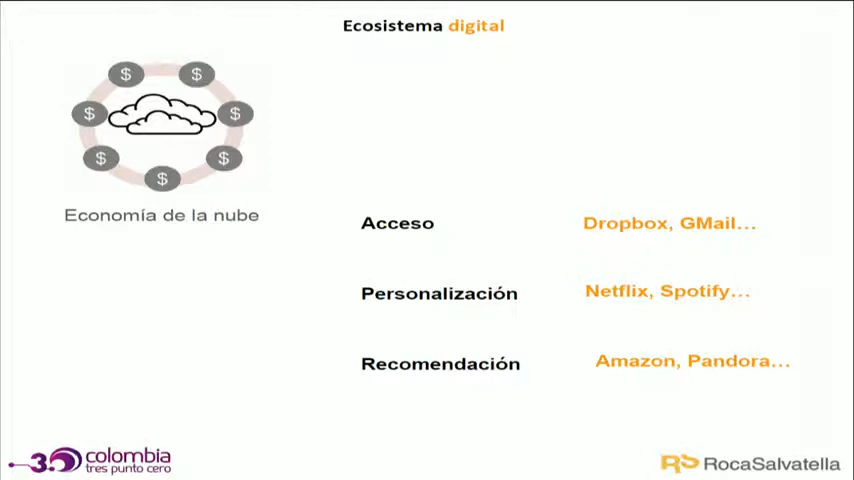 Ecosistema digital
$ $
$ $
$ $
$
Economía de la nube
Acceso Dropbox, GMail...
Personalización Netflix, Spotify...
Recomendación Amazon, Pandora...
3.0 colombia
tres punto cero
RS RocaSalvatella